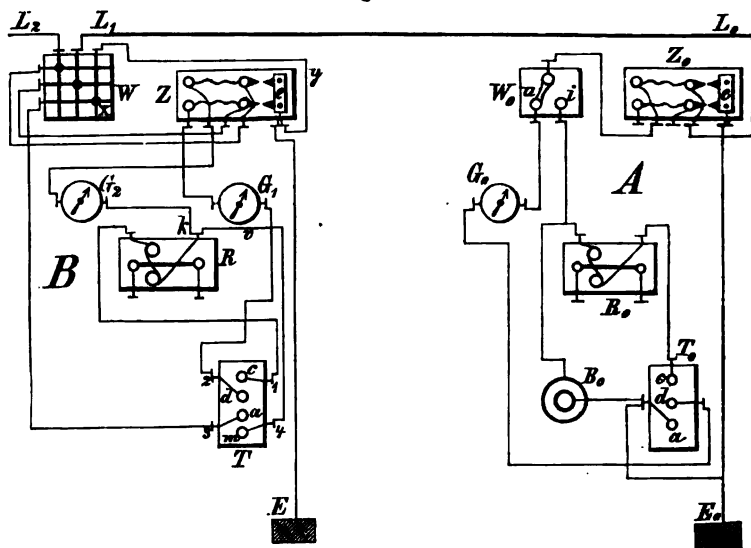 L₂ L₁ L₀
y Z₀
W Z e W₀ a i e
X
G₂ G₁ G₀ A
k v
B R R₀
T₀
2 c 1 B₀ c
d d
a a
3 m 4
T
E E₀